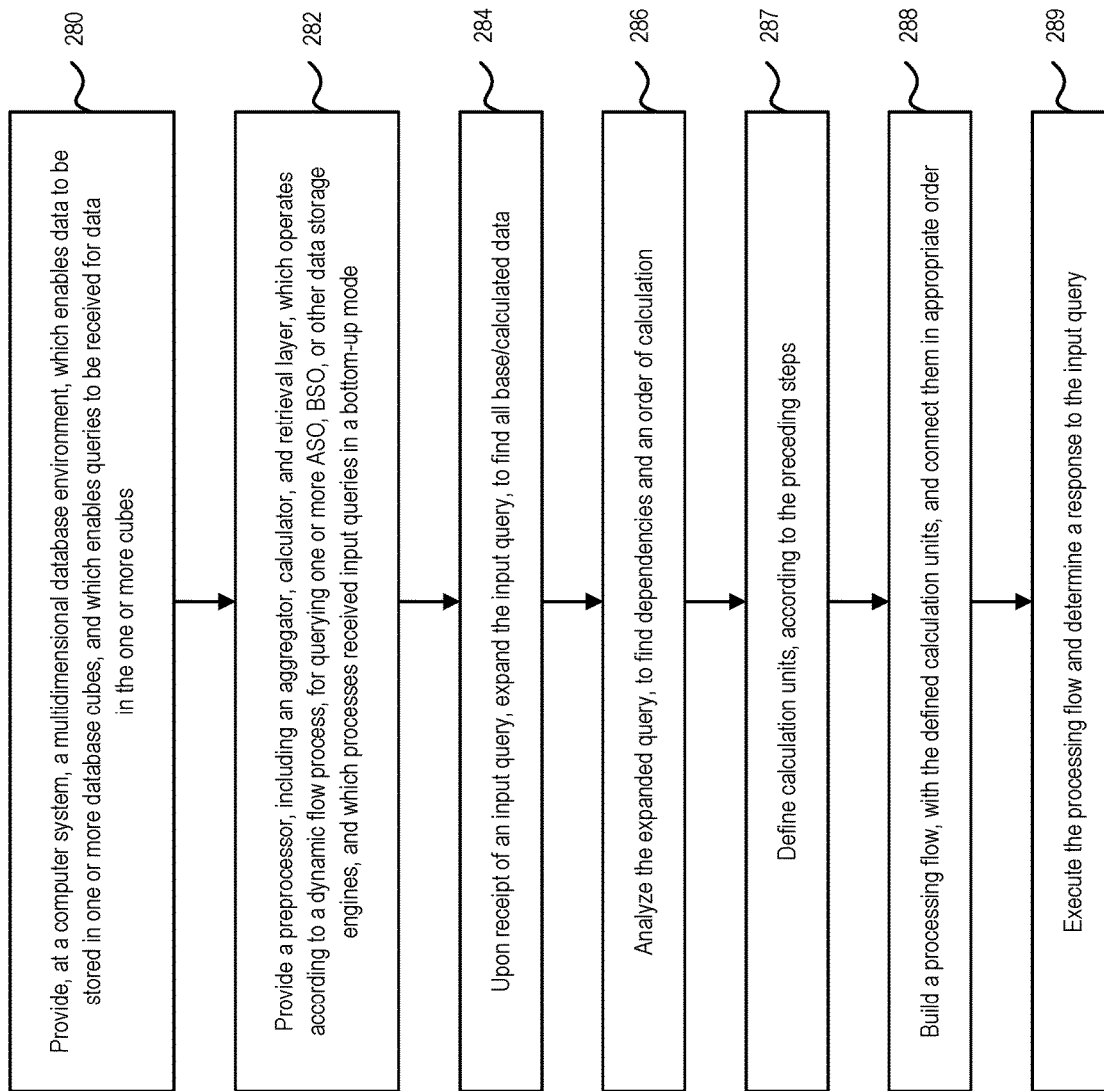 Provide, at a computer system, a multidimensional database environment, which enables data to be
stored in one or more database cubes, and which enables queries to be received for data
in the one or more cubes
280
Provide a preprocessor, including an aggregator, calculator, and retrieval layer, which operates
according to a dynamic flow process, for querying one or more ASO, BSO, or other data storage
engines, and which processes received input queries in a bottom-up mode
282
Upon receipt of an input query, expand the input query, to find all base/calculated data
284
Analyze the expanded query, to find dependencies and an order of calculation
286
Define calculation units, according to the preceding steps
287
Build a processing flow, with the defined calculation units, and connect them in appropriate order
288
Execute the processing flow and determine a response to the input query
289